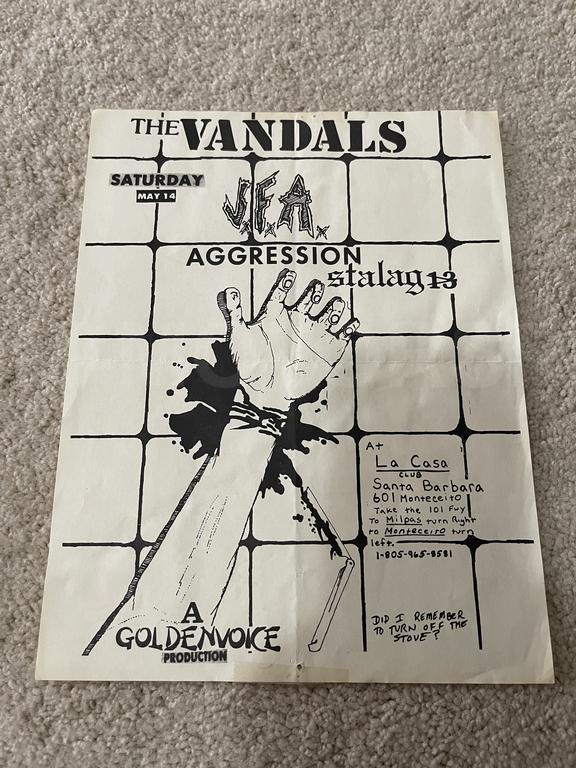 THE VANDALS
SATURDAY
MAY 14
J.F.A.
AGGRESSION
stalag 13
At
La Casa
CLUB
Santa Barbara
601 Monteceito
Take the 101 Fwy
To Milpas turn Right
to Monteceito turn
left.
1-805-965-8581
DID I REMEMBER
TO TURN OFF THE
STOVE?
A
GOLDENVOICE
PRODUCTION